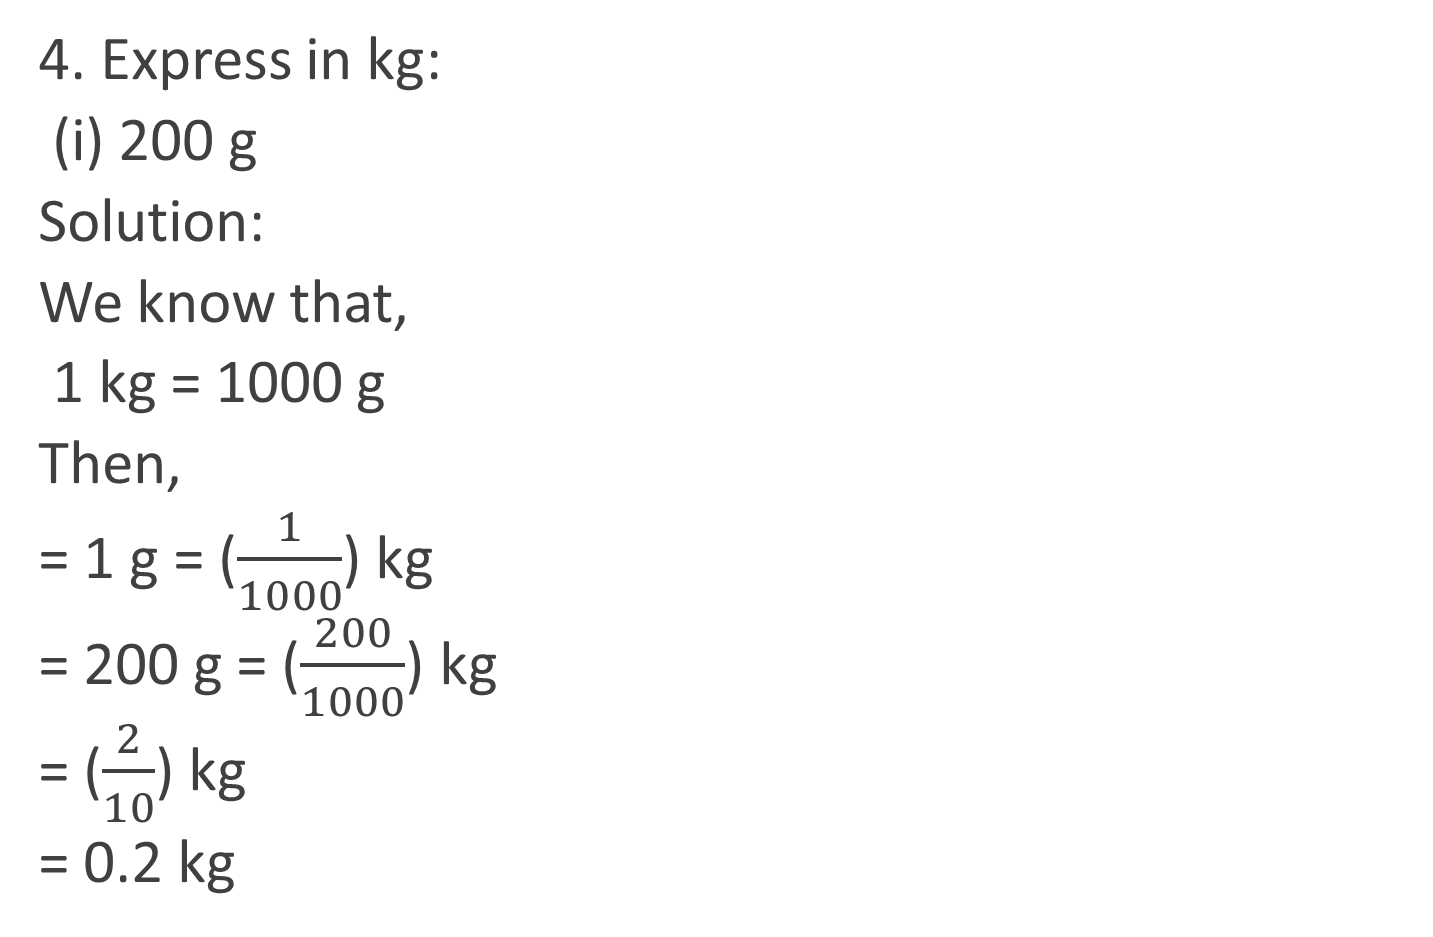 4. Express in kg:
(i) 200 g
Solution:
We know that,
1 kg = 1000 g
Then,
= 1 g = (1/1000) kg
= 200 g = (200/1000) kg
= (2/10) kg
= 0.2 kg